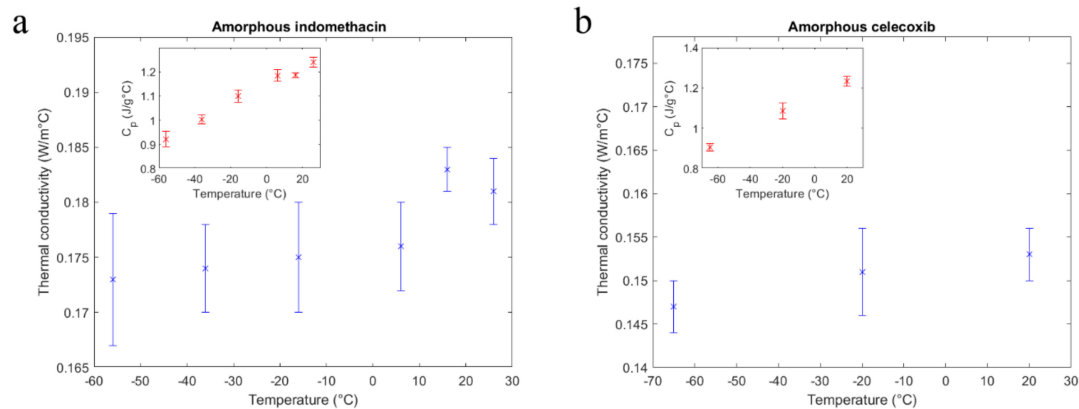 a
Amorphous indomethacin
0.195
0.19
0.185
0.18
0.175
0.17
0.165
Thermal conductivity (W/m°C)
-60 -50 -40 -30 -20 -10 0 10 20 30
Temperature (°C)
1.2
1.1
1
0.9
0.8
Cp (J/g°C)
-60 -40 -20 0 20
Temperature (°C)
b
Amorphous celecoxib
0.175
0.17
0.165
0.16
0.155
0.15
0.145
0.14
Thermal conductivity (W/m°C)
-70 -60 -50 -40 -30 -20 -10 0 10 20 30
Temperature (°C)
1.4
1.2
1
0.8
Cp (J/g°C)
-60 -40 -20 0 20
Temperature (°C)